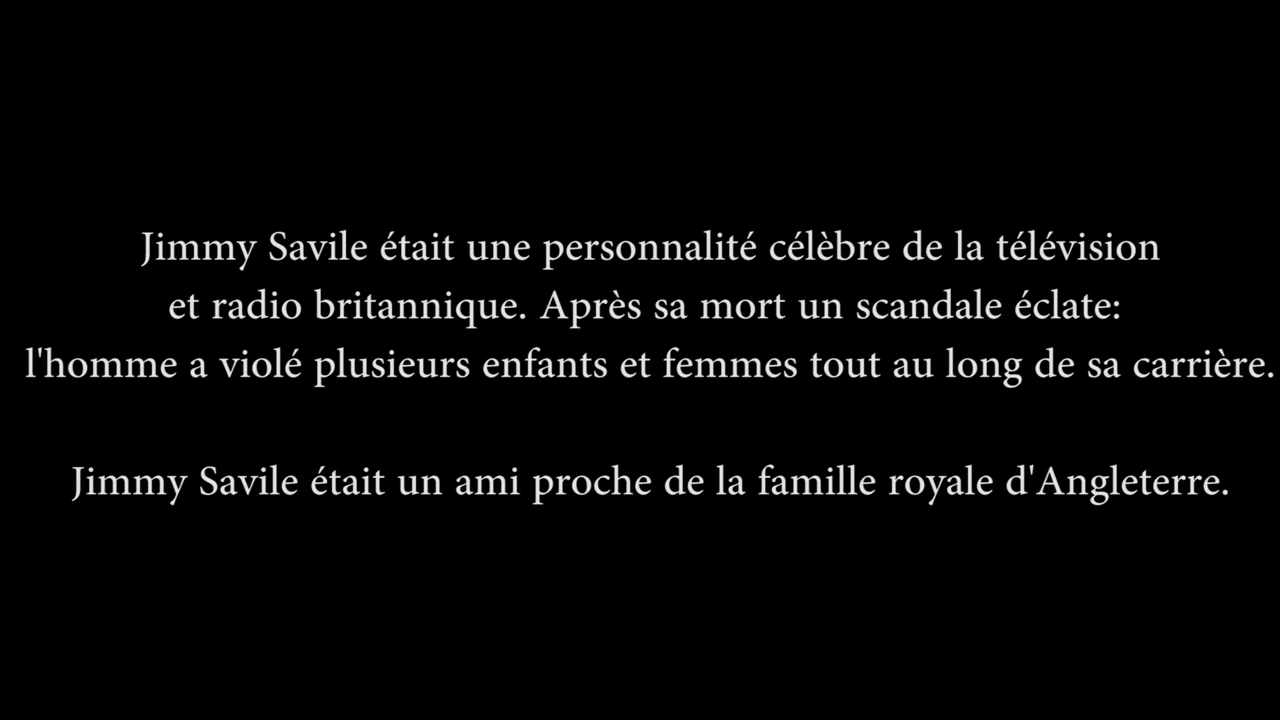 Jimmy Savile était une personnalité célèbre de la télévision
et radio britannique. Après sa mort un scandale éclate:
l'homme a violé plusieurs enfants et femmes tout au long de sa carrière.
Jimmy Savile était un ami proche de la famille royale d'Angleterre.